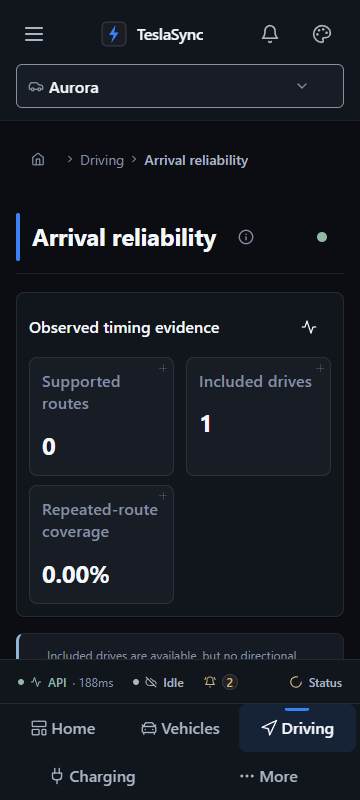 TeslaSync
Aurora
Driving
Arrival reliability
Arrival reliability
Observed timing evidence
Supported
routes
0
Included drives
1
Repeated-route
coverage
0.00%
Included drives are available, but no directional
API · 188ms
Idle
2
Status
Home
Vehicles
Driving
Charging
More